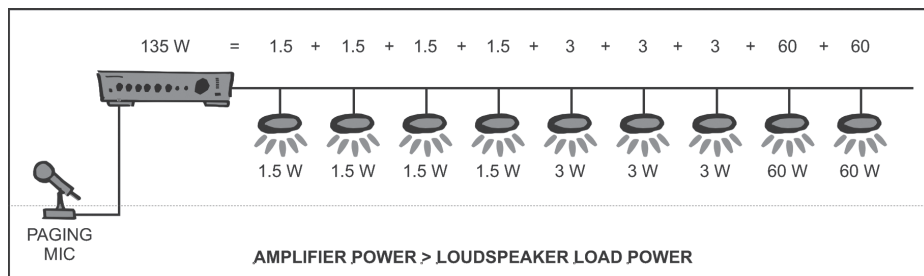 135 W = 1.5 + 1.5 + 1.5 + 1.5 + 3 + 3 + 3 + 60 + 60
1.5 W 1.5 W 1.5 W 1.5 W 3 W 3 W 3 W 60 W 60 W
PAGING
MIC
AMPLIFIER POWER > LOUDSPEAKER LOAD POWER